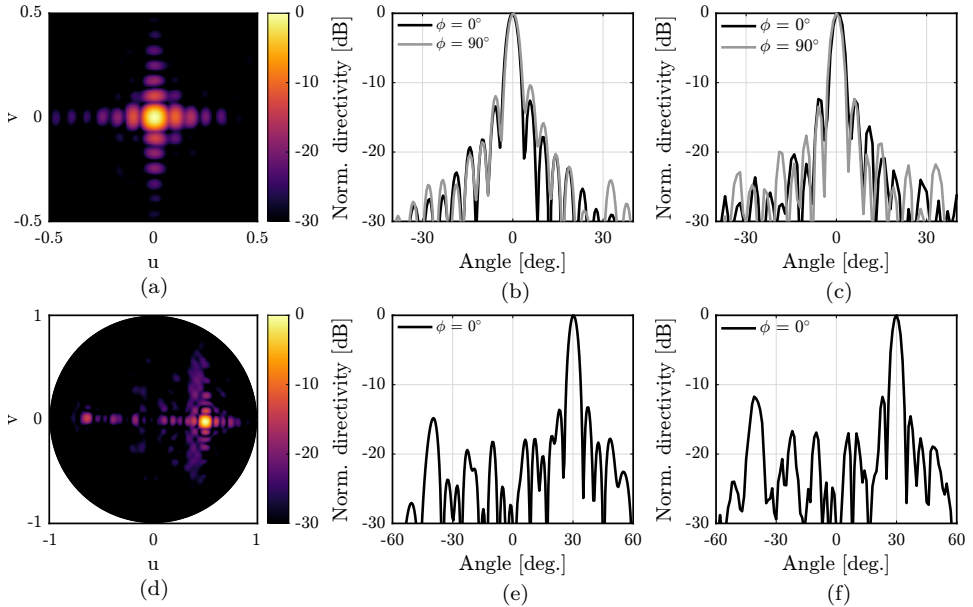 0.5
0
-0.5
v
-0.5
0
0.5
u
0
-10
-20
-30
(a)
0
-10
-20
-30
Norm. directivity [dB]
ϕ = 0°
ϕ = 90°
-30
0
30
Angle [deg.]
(b)
0
-10
-20
-30
Norm. directivity [dB]
ϕ = 0°
ϕ = 90°
-30
0
30
Angle [deg.]
(c)
1
0
-1
v
-1
0
1
u
0
-10
-20
-30
(d)
0
-10
-20
-30
Norm. directivity [dB]
ϕ = 0°
-60
-30
0
30
60
Angle [deg.]
(e)
0
-10
-20
-30
Norm. directivity [dB]
ϕ = 0°
-60
-30
0
30
60
Angle [deg.]
(f)